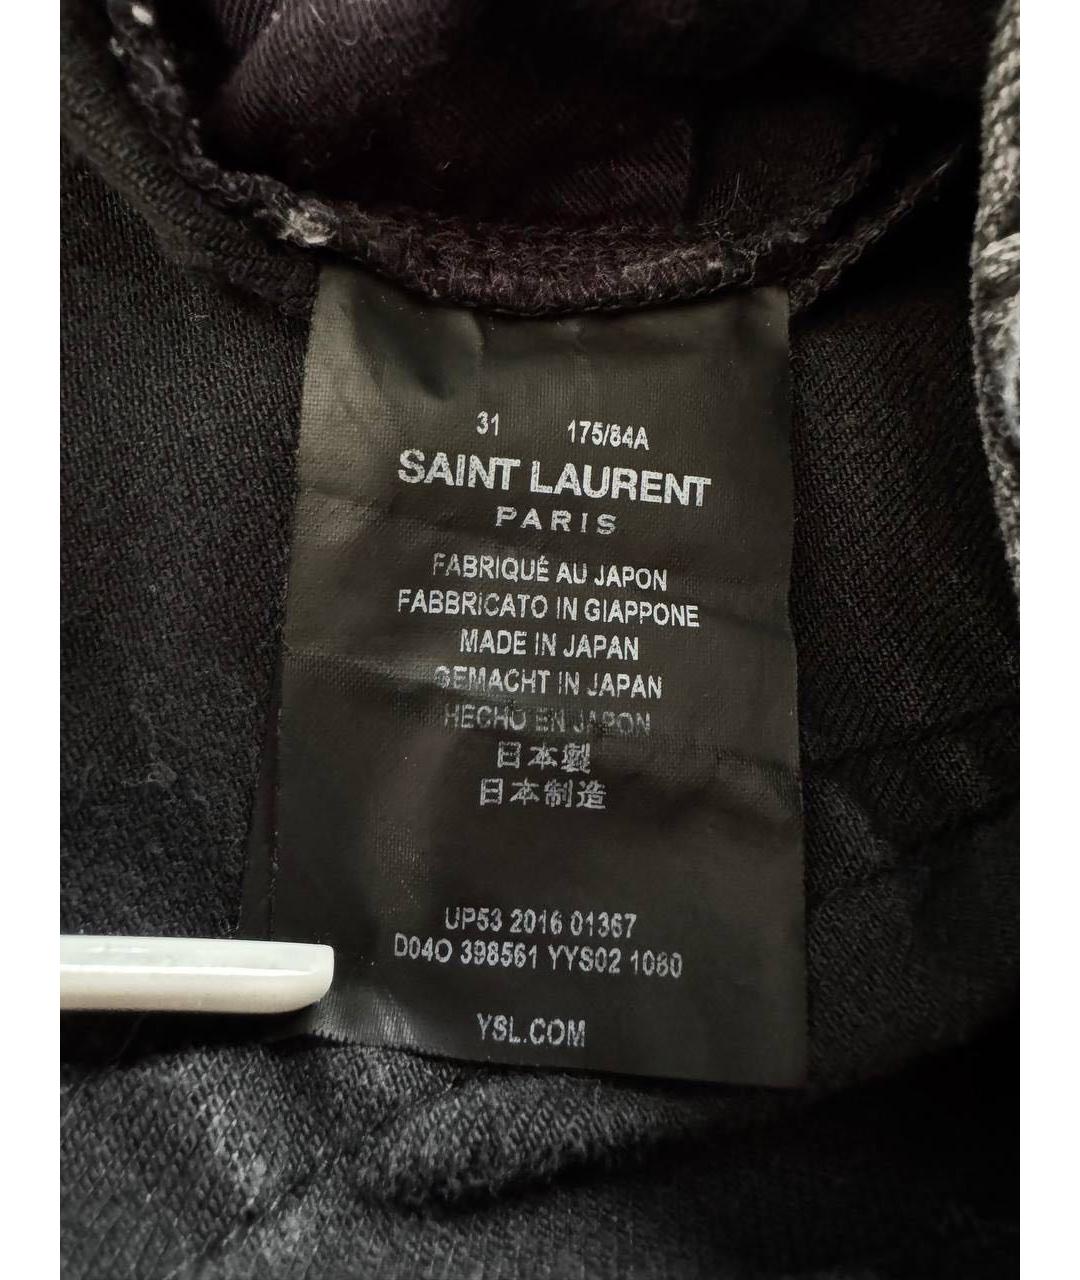 31 175/84A
SAINT LAURENT
PARIS
FABRIQUÉ AU JAPON
FABBRICATO IN GIAPPONE
MADE IN JAPAN
GEMACHT IN JAPAN
HECHO EN JAPON
日本製
日本制造
UP53 2016 01367
D04O 398561 YYS02 1080
YSL.COM